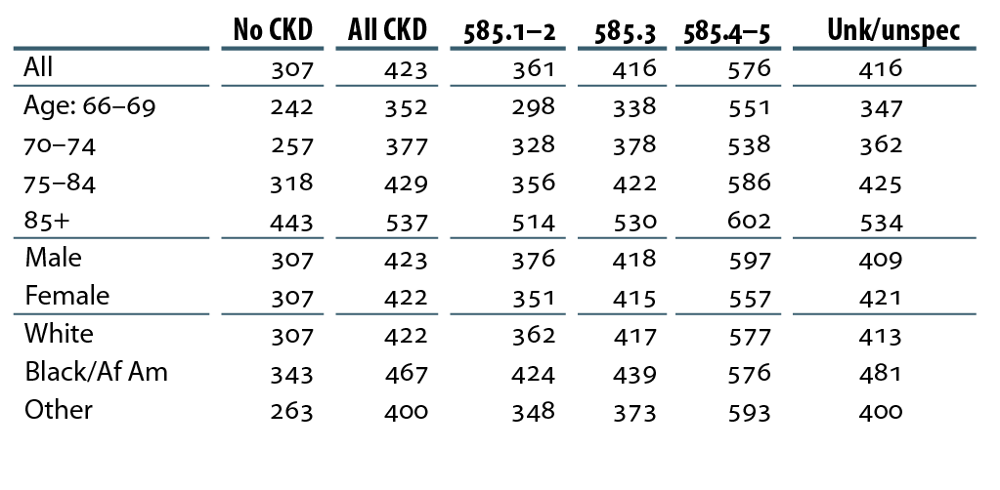 No CKD All CKD 585.1–2 585.3 585.4–5 Unk/unspec
All 307 423 361 416 576 416
Age: 66–69 242 352 298 338 551 347
70–74 257 377 328 378 538 362
75–84 318 429 356 422 586 425
85+ 443 537 514 530 602 534
Male 307 423 376 418 597 409
Female 307 422 351 415 557 421
White 307 422 362 417 577 413
Black/Af Am 343 467 424 439 576 481
Other 263 400 348 373 593 400